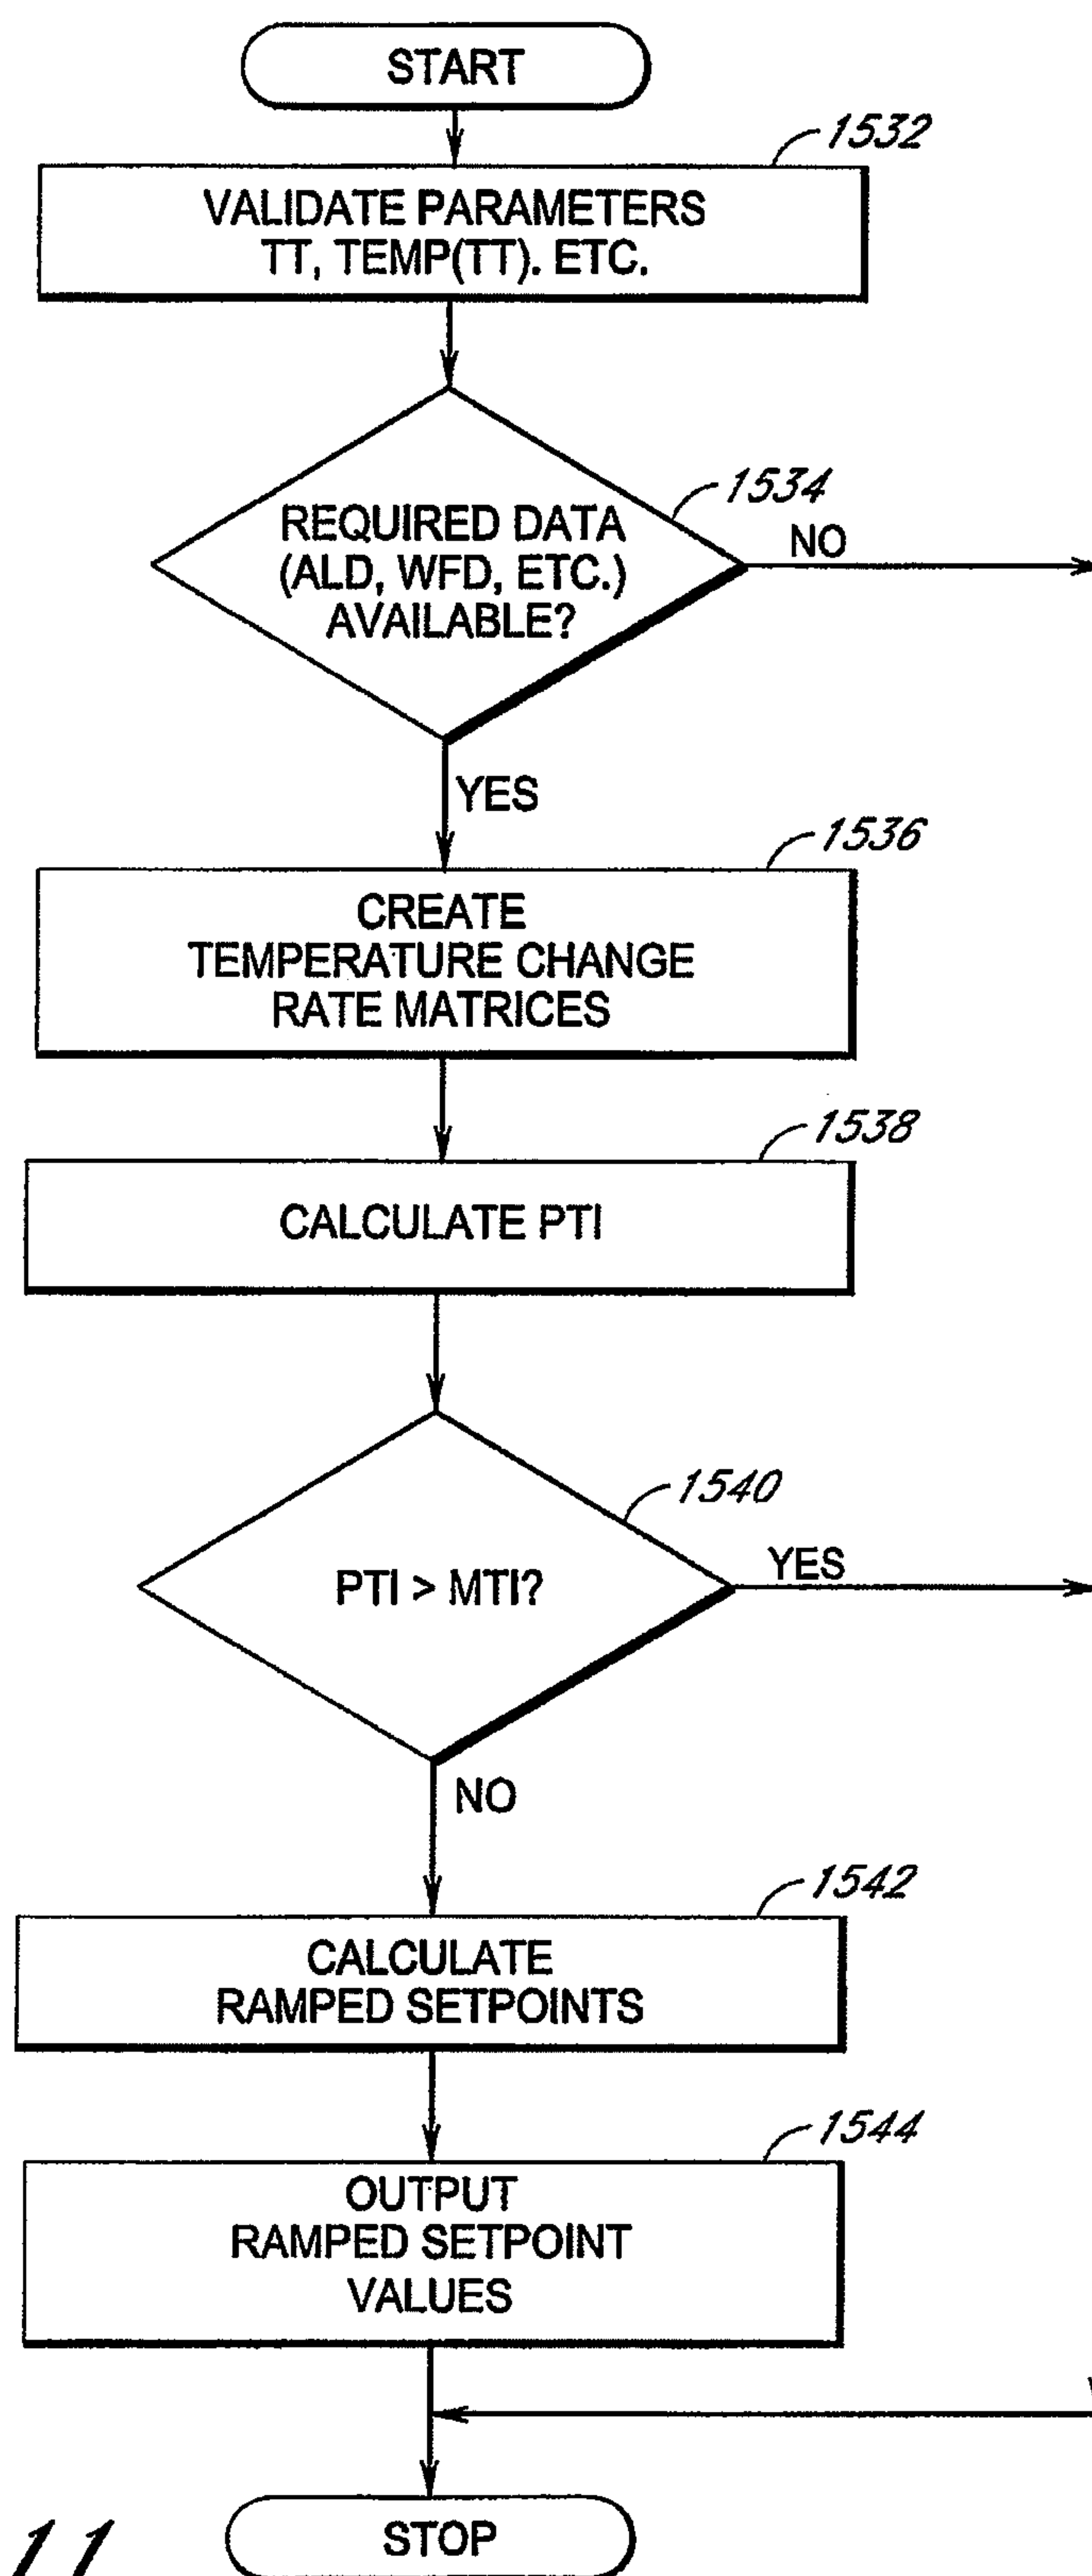 START
1532
VALIDATE PARAMETERS
TT, TEMP(TT). ETC.
1534
REQUIRED DATA
(ALD, WFD, ETC.)
AVAILABLE?
NO
YES
1536
CREATE
TEMPERATURE CHANGE
RATE MATRICES
1538
CALCULATE PTI
1540
PTI > MTI?
YES
NO
1542
CALCULATE
RAMPED SETPOINTS
1544
OUTPUT
RAMPED SETPOINT
VALUES
STOP